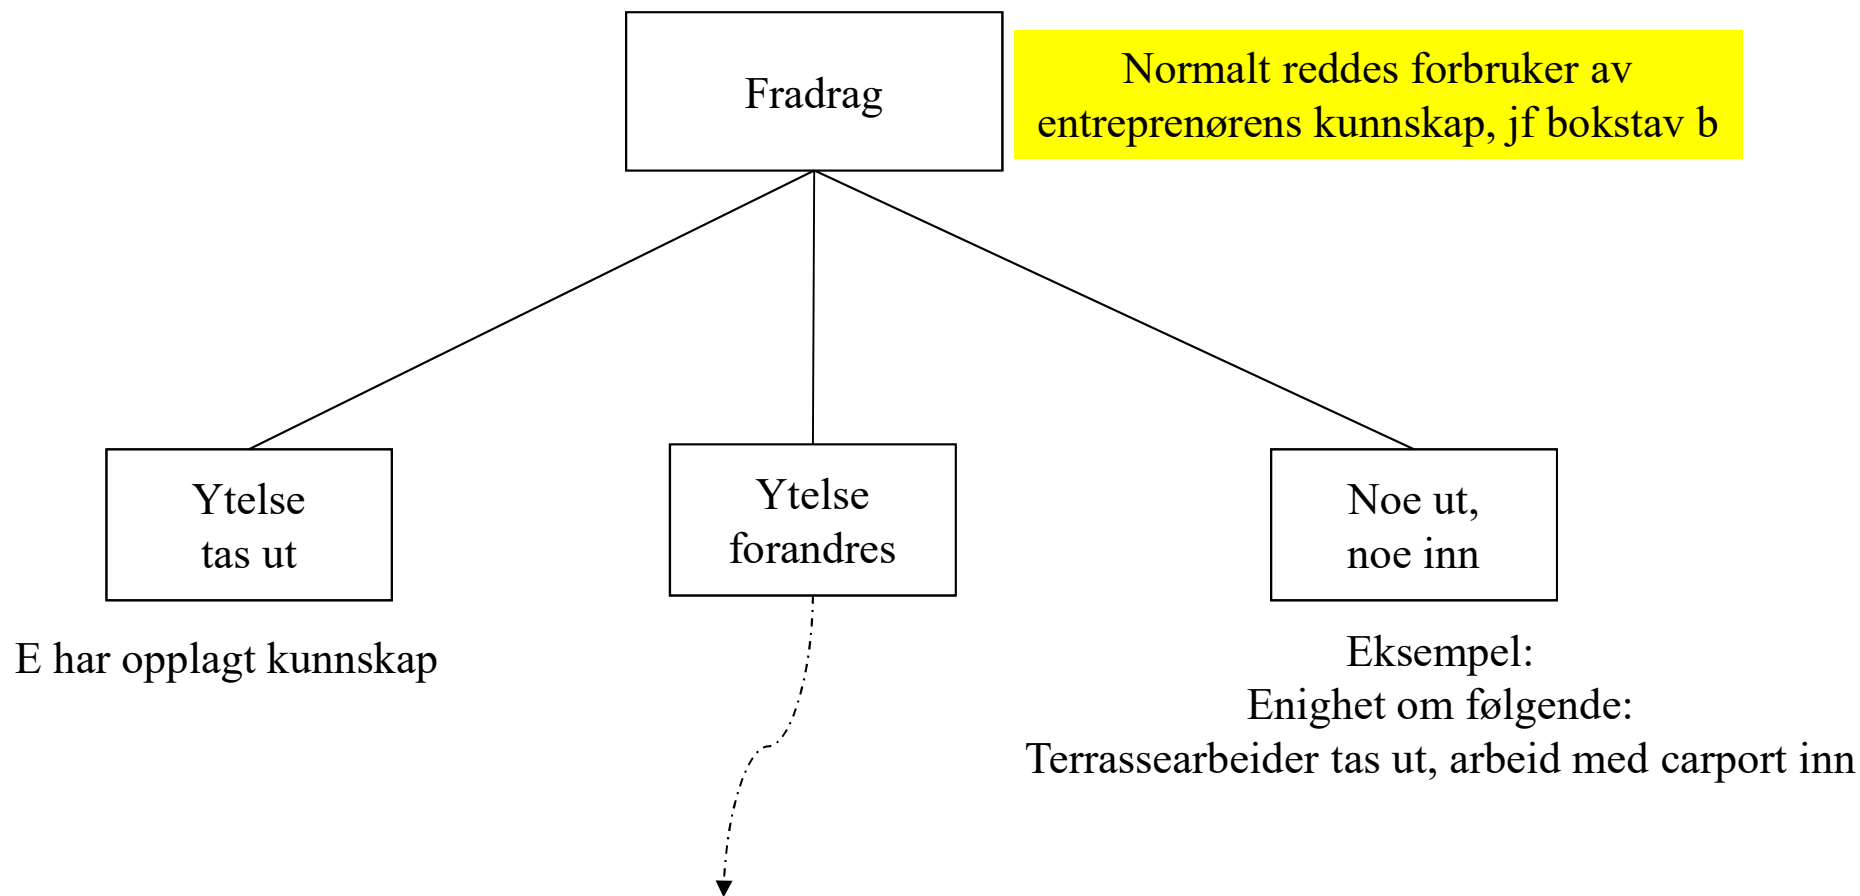 Fradrag
Normalt reddes forbruker av
entreprenørens kunnskap, jf bokstav b
Ytelse
tas ut
Ytelse
forandres
Noe ut,
noe inn
E har opplagt kunnskap
Eksempel:
Enighet om følgende:
Terrassearbeider tas ut, arbeid med carport inn